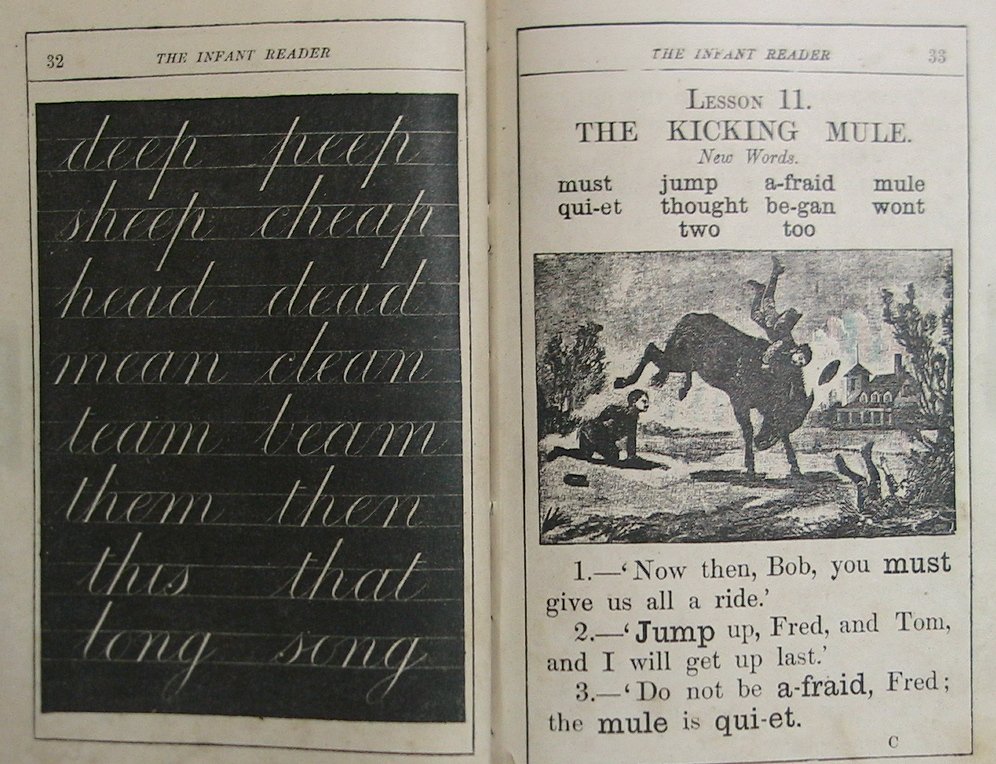 32 THE INFANT READER
deep peep
sheep cheap
head dead
mean clean
team beam
them then
this that
long song
THE INFANT READER 33
LESSON 11.
THE KICKING MULE.
New Words.
must jump a-fraid mule
qui-et thought be-gan wont
two too
1.—‘Now then, Bob, you must
give us all a ride.’
2.—‘Jump up, Fred, and Tom,
and I will get up last.’
3.—‘Do not be a-fraid, Fred;
the mule is qui-et.
C